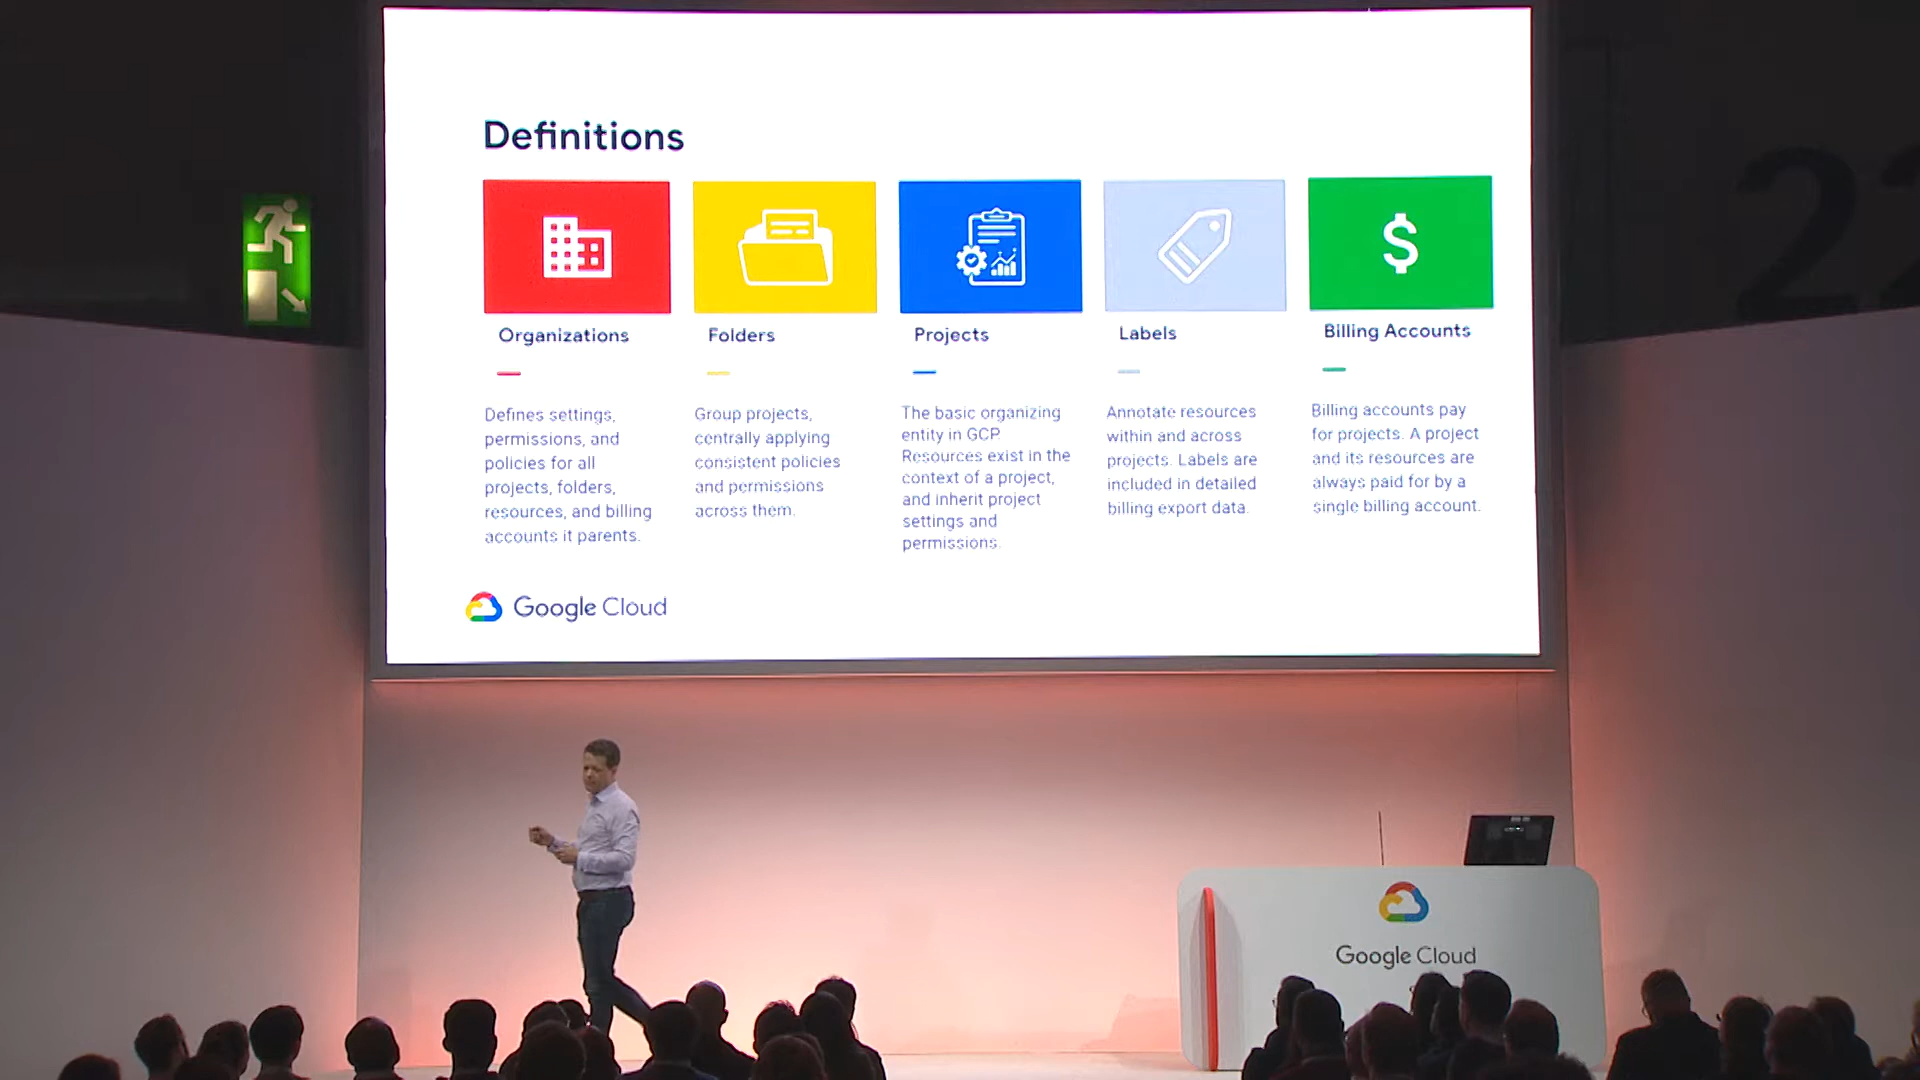 Definitions
Organizations
Defines settings,
permissions, and
policies for all
projects, folders,
resources, and billing
accounts it parents.
Folders
Group projects,
centrally applying
consistent policies
and permissions
across them.
Projects
The basic organizing
entity in GCP.
Resources exist in the
context of a project,
and inherit project
settings and
permissions.
Labels
Annotate resources
within and across
projects. Labels are
included in detailed
billing export data.
Billing Accounts
Billing accounts pay
for projects. A project
and its resources are
always paid for by a
single billing account.
Google Cloud
22
Google Cloud